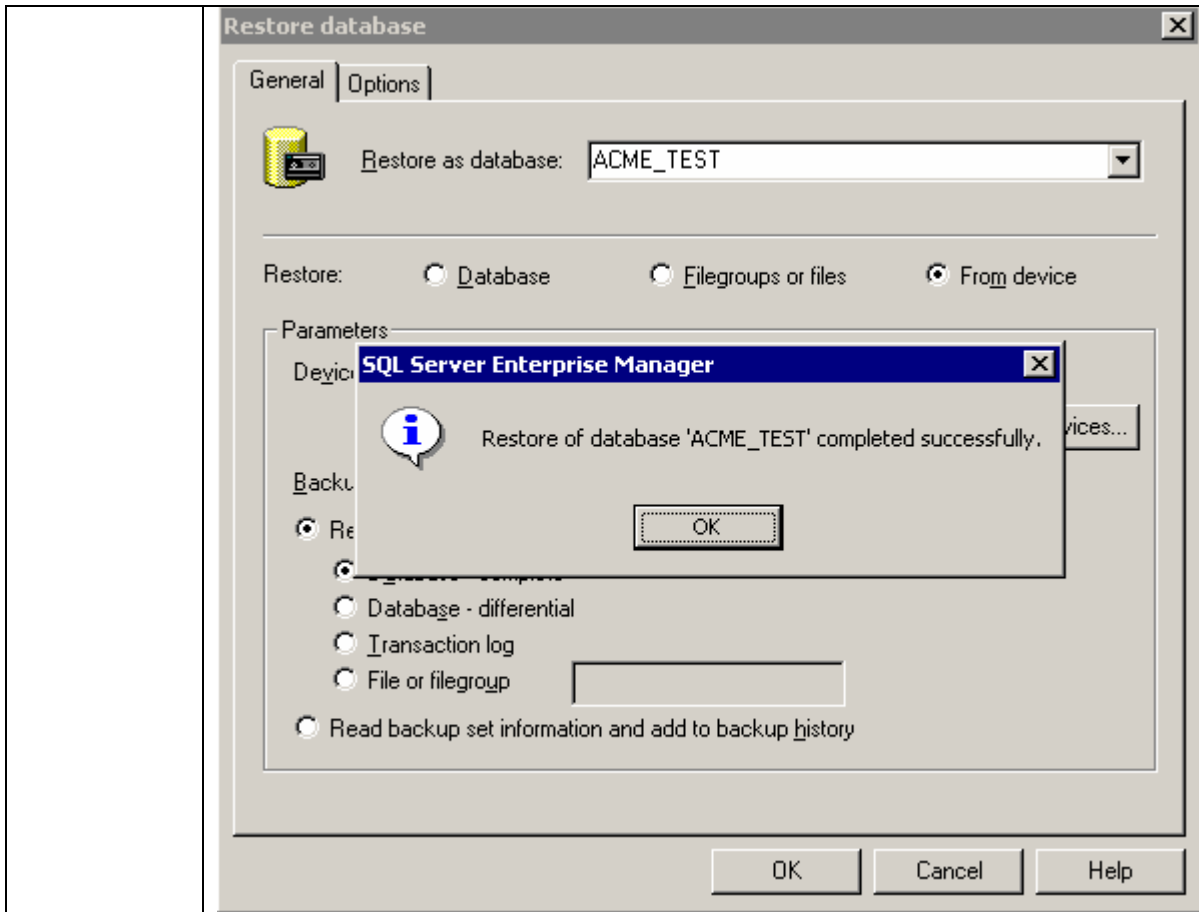 Restore database
General Options
Restore as database: ACME_TEST
Restore: Database Filegroups or files From device
Parameters
SQL Server Enterprise Manager
Restore of database 'ACME_TEST' completed successfully.
OK
Database - differential
Transaction log
File or filegroup
Read backup set information and add to backup history
OK Cancel Help